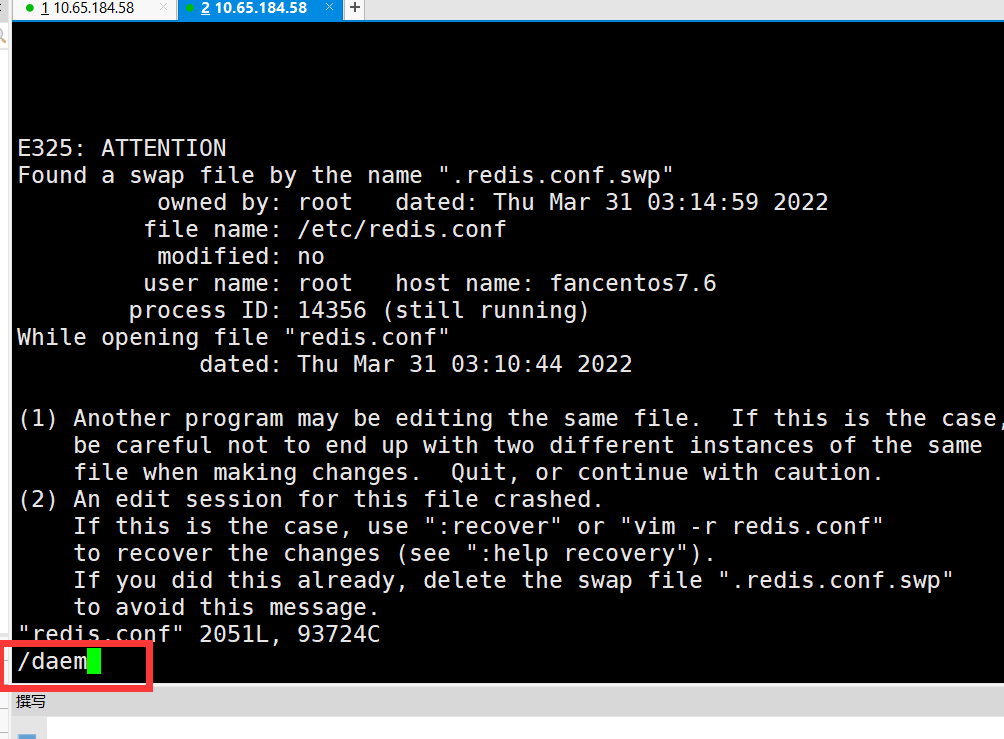 1 10.65.184.58 × 2 10.65.184.58 × +
E325: ATTENTION
Found a swap file by the name ".redis.conf.swp"
owned by: root dated: Thu Mar 31 03:14:59 2022
file name: /etc/redis.conf
modified: no
user name: root host name: fancentos7.6
process ID: 14356 (still running)
While opening file "redis.conf"
dated: Thu Mar 31 03:10:44 2022
(1) Another program may be editing the same file. If this is the case,
be careful not to end up with two different instances of the same
file when making changes. Quit, or continue with caution.
(2) An edit session for this file crashed.
If this is the case, use ":recover" or "vim -r redis.conf"
to recover the changes (see ":help recovery").
If you did this already, delete the swap file ".redis.conf.swp"
to avoid this message.
"redis.conf" 2051L, 93724C
/daem
撰写